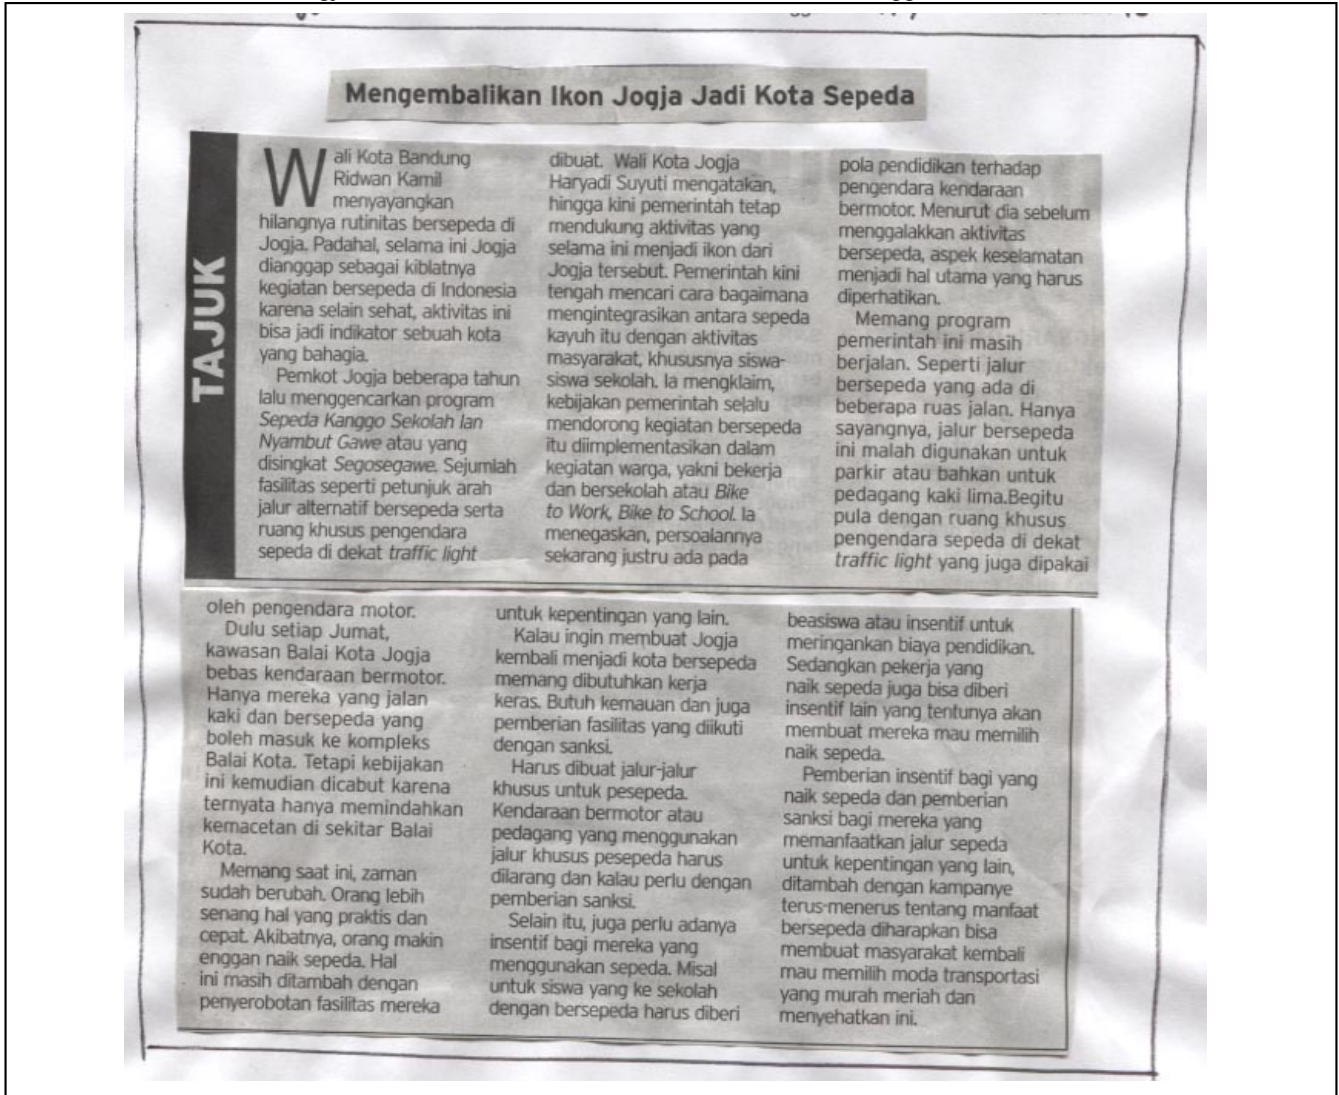 Mengembalikan Ikon Jogja Jadi Kota Sepeda
TAJUK
Wali Kota Bandung
Ridwan Kamil
menyayangkan
hilangnya rutinitas bersepeda di
Jogja. Padahal, selama ini Jogja
dianggap sebagai kiblatnya
kegiatan bersepeda di Indonesia
karena selain sehat, aktivitas ini
bisa jadi indikator sebuah kota
yang bahagia.
Pemkot Jogja beberapa tahun
lalu menggencarkan program
Sepeda Kanggo Sekolah lan
Nyambut Gawe atau yang
disingkat Segosegawe. Sejumlah
fasilitas seperti petunjuk arah
jalur alternatif bersepeda serta
ruang khusus pengendara
sepeda di dekat traffic light
dibuat. Wali Kota Jogja
Haryadi Suyuti mengatakan,
hingga kini pemerintah tetap
mendukung aktivitas yang
selama ini menjadi ikon dari
Jogja tersebut. Pemerintah kini
tengah mencari cara bagaimana
mengintegrasikan antara sepeda
kayuh itu dengan aktivitas
masyarakat, khususnya siswa-
siswa sekolah. Ia mengklaim,
kebijakan pemerintah selalu
mendorong kegiatan bersepeda
itu diimplementasikan dalam
kegiatan warga, yakni bekerja
dan bersekolah atau Bike
to Work, Bike to School. Ia
menegaskan, persoalannya
sekarang justru ada pada
pola pendidikan terhadap
pengendara kendaraan
bermotor. Menurut dia sebelum
menggalakkan aktivitas
bersepeda, aspek keselamatan
menjadi hal utama yang harus
diperhatikan.
Memang program
pemerintah ini masih
berjalan. Seperti jalur
bersepeda yang ada di
beberapa ruas jalan. Hanya
sayangnya, jalur bersepeda
ini malah digunakan untuk
parkir atau bahkan untuk
pedagang kaki lima.Begitu
pula dengan ruang khusus
pengendara sepeda di dekat
traffic light yang juga dipakai
oleh pengendara motor.
Dulu setiap Jumat,
kawasan Balai Kota Jogja
bebas kendaraan bermotor.
Hanya mereka yang jalan
kaki dan bersepeda yang
boleh masuk ke kompleks
Balai Kota. Tetapi kebijakan
ini kemudian dicabut karena
ternyata hanya memindahkan
kemacetan di sekitar Balai
Kota.
Memang saat ini, zaman
sudah berubah. Orang lebih
senang hal yang praktis dan
cepat. Akibatnya, orang makin
enggan naik sepeda. Hal
ini masih ditambah dengan
penyerobotan fasilitas mereka
untuk kepentingan yang lain.
Kalau ingin membuat Jogja
kembali menjadi kota bersepeda
memang dibutuhkan kerja
keras. Butuh kemauan dan juga
pemberian fasilitas yang diikuti
dengan sanksi.
Harus dibuat jalur-jalur
khusus untuk pesepeda.
Kendaraan bermotor atau
pedagang yang menggunakan
jalur khusus pesepeda harus
dilarang dan kalau perlu dengan
pemberian sanksi.
Selain itu, juga perlu adanya
insentif bagi mereka yang
menggunakan sepeda. Misal
untuk siswa yang ke sekolah
dengan bersepeda harus diberi
beasiswa atau insentif untuk
meringankan biaya pendidikan.
Sedangkan pekerja yang
naik sepeda juga bisa diberi
insentif lain yang tentunya akan
membuat mereka mau memilih
naik sepeda.
Pemberian insentif bagi yang
naik sepeda dan pemberian
sanksi bagi mereka yang
memanfaatkan jalur sepeda
untuk kepentingan yang lain,
ditambah dengan kampanye
terus-menerus tentang manfaat
bersepeda diharapkan bisa
membuat masyarakat kembali
mau memilih moda transportasi
yang murah meriah dan
menyehatkan ini.